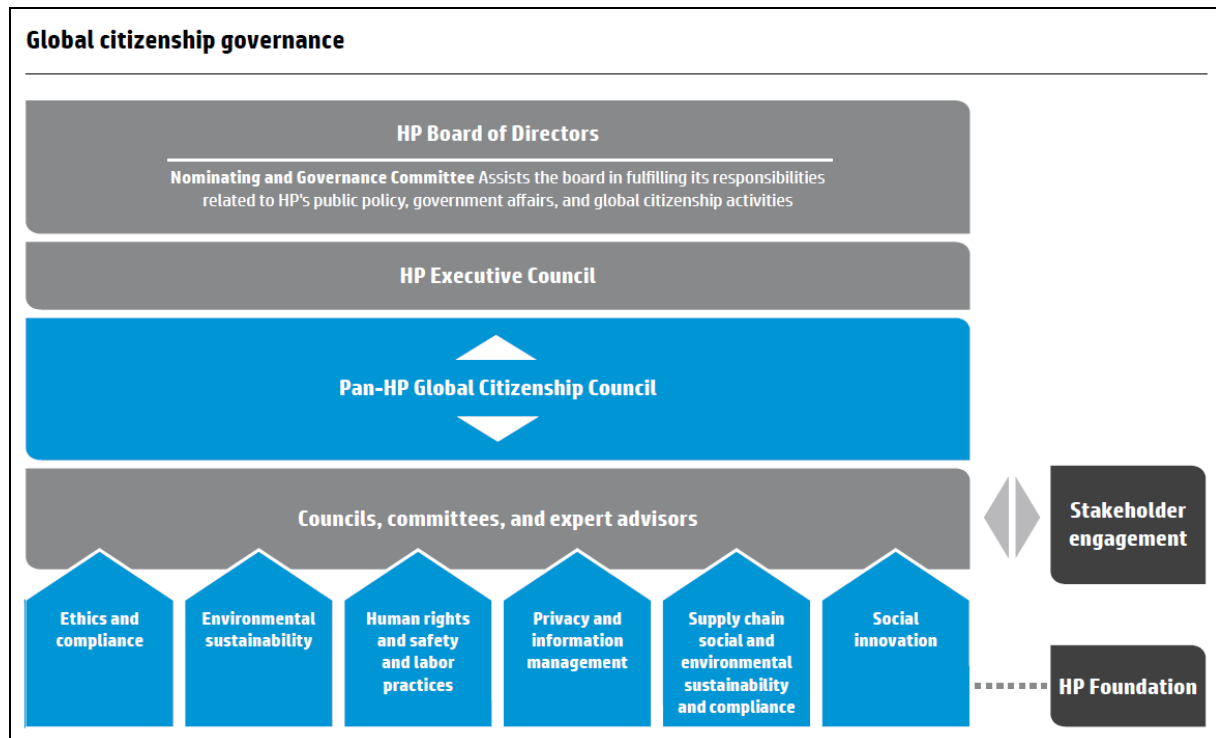 Global citizenship governance
HP Board of Directors
Nominating and Governance Committee Assists the board in fulfilling its responsibilities
related to HP's public policy, government affairs, and global citizenship activities
HP Executive Council
Pan-HP Global Citizenship Council
Councils, committees, and expert advisors
Stakeholder
engagement
Ethics and
compliance
Environmental
sustainability
Human rights
and safety
and labor
practices
Privacy and
information
management
Supply chain
social and
environmental
sustainability
and compliance
Social
innovation
HP Foundation